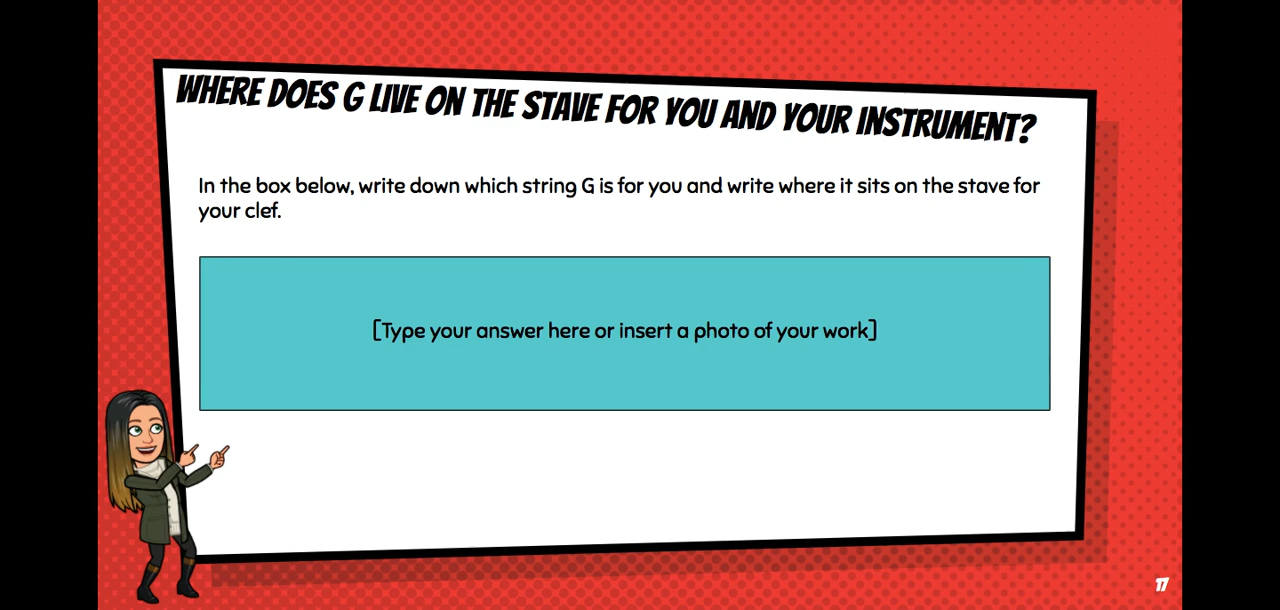 WHERE DOES G LIVE ON THE STAVE FOR YOU AND YOUR INSTRUMENT?
In the box below, write down which string G is for you and write where it sits on the stave for
your clef.
[Type your answer here or insert a photo of your work]
17